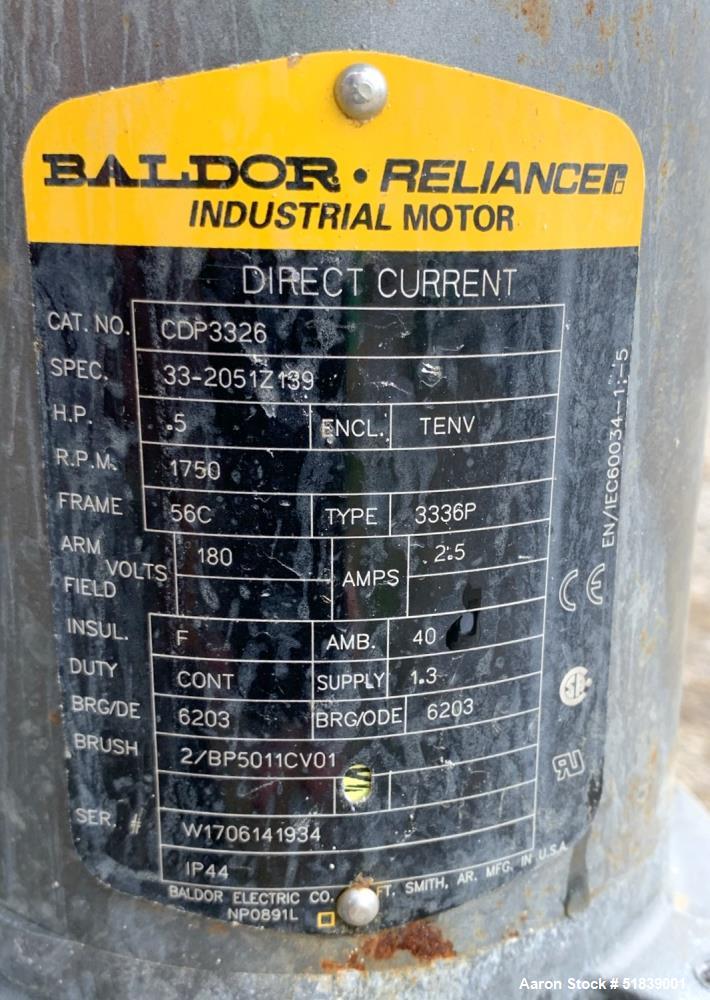 BALDOR • RELIANCE
INDUSTRIAL MOTOR
DIRECT CURRENT
CAT. NO. CDP3326
SPEC. 33-2051Z139
H.P. .5 ENCL. TENV
R.P.M. 1750
FRAME 56C TYPE 3336P
ARM VOLTS 180 AMPS 2.5
FIELD
INSUL. F AMB. 40
DUTY CONT SUPPLY 1.3
BRG/DE 6203 BRG/ODE 6203
BRUSH 2/BP5011CV01
SER. # W1706141934
IP44
BALDOR ELECTRIC CO. FT. SMITH, AR. MFG. IN U.S.A.
NP0891L
EN/IEC60034-1;-5
CE
Aaron Stock # 51839001